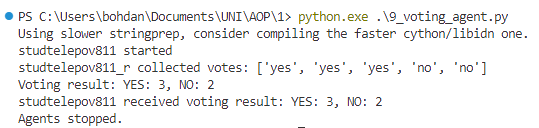 PS C:\Users\bohdan\Documents\UNI\AOP\1> python.exe .\9_voting_agent.py
Using slower stringprep, consider compiling the faster cython/libidn one.
studtelepov811 started
studtelepov811_r collected votes: ['yes', 'yes', 'yes', 'no', 'no']
Voting result: YES: 3, NO: 2
studtelepov811 received voting result: YES: 3, NO: 2
Agents stopped.